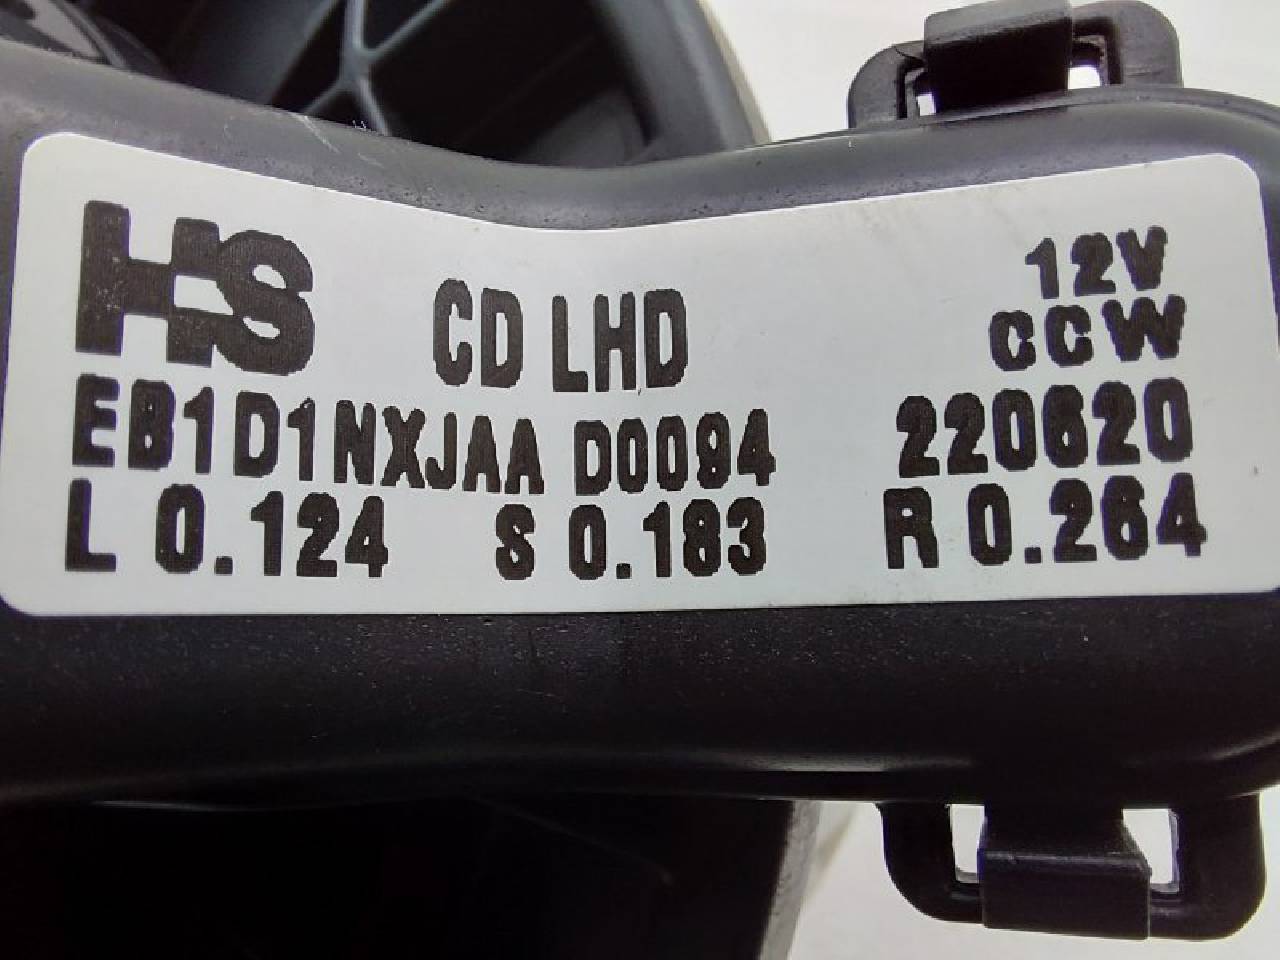 HS CD LHD 12V
CCW
EB1D1NXJAA D0094 220620
L 0.124 S 0.183 R 0.264